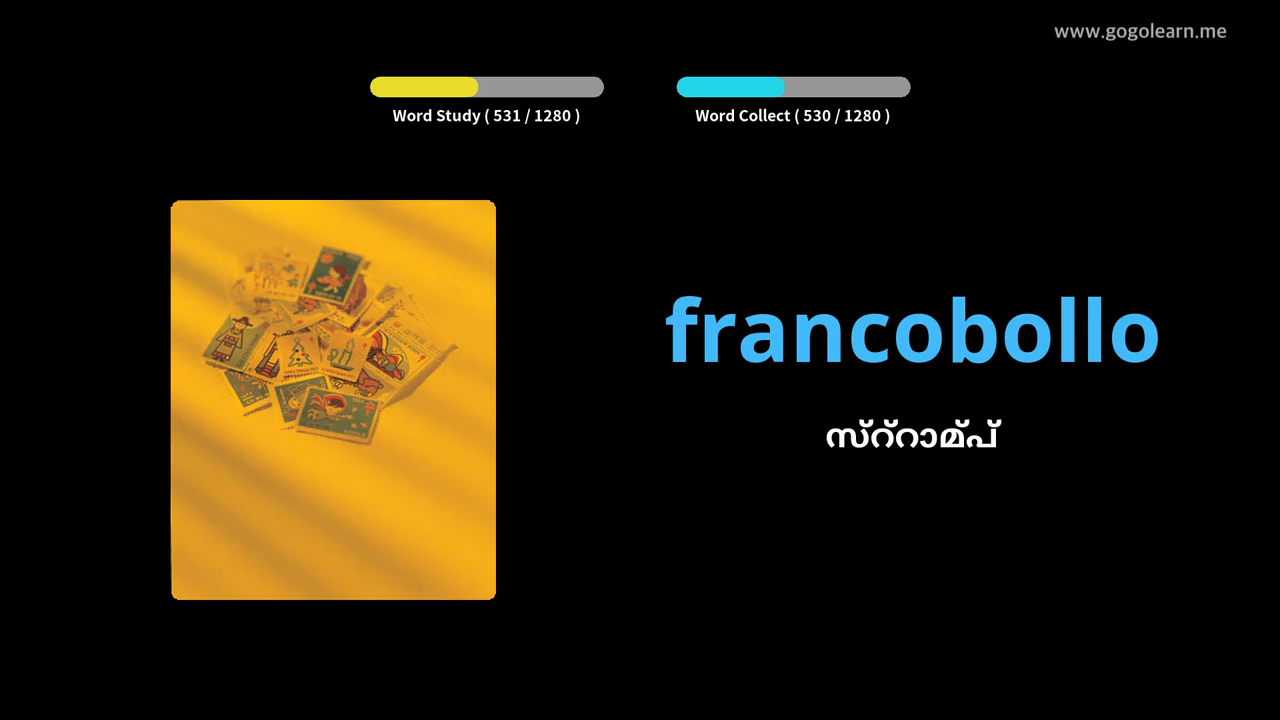 www.gogolearn.me
Word Study ( 531 / 1280 )
Word Collect ( 530 / 1280 )
francobollo
സ്റ്റാമ്പ്